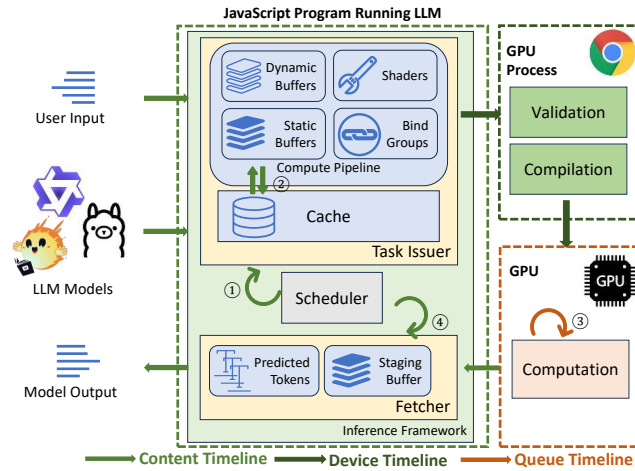 JavaScript Program Running LLM
User Input
LLM Models
Model Output
Dynamic
Buffers
Shaders
Static
Buffers
Bind
Groups
Compute Pipeline
②
Cache
Task Issuer
①
Scheduler
④
Predicted
Tokens
Staging
Buffer
Fetcher
Inference Framework
GPU
Process
Validation
Compilation
GPU
GPU
③
Computation
Content Timeline
Device Timeline
Queue Timeline